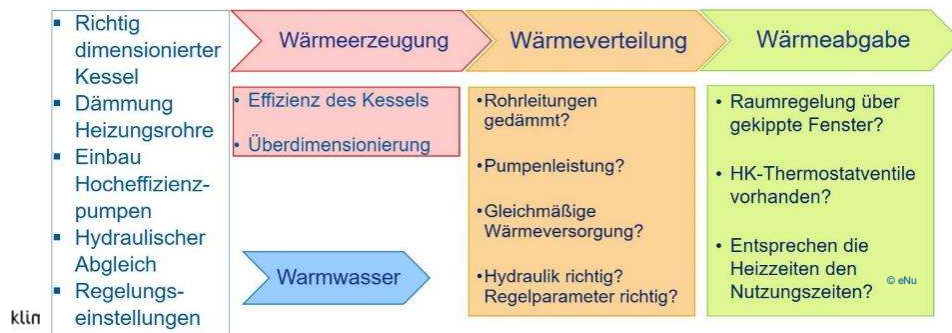 Richtig
dimensionierter
Kessel
Dämmung
Heizungsrohre
Einbau
Hocheffizienz-
pumpen
Hydraulischer
Abgleich
Regelungs-
einstellungen
Wärmeerzeugung
Effizienz des Kessels
Überdimensionierung
Warmwasser
Wärmeverteilung
Rohrleitungen
gedämmt?
Pumpenleistung?
Gleichmäßige
Wärmeversorgung?
Hydraulik richtig?
Regelparameter richtig?
Wärmeabgabe
Raumregelung über
gekippte Fenster?
HK-Thermostatventile
vorhanden?
Entsprechen die
Heizzeiten den
Nutzungszeiten?
© eNu